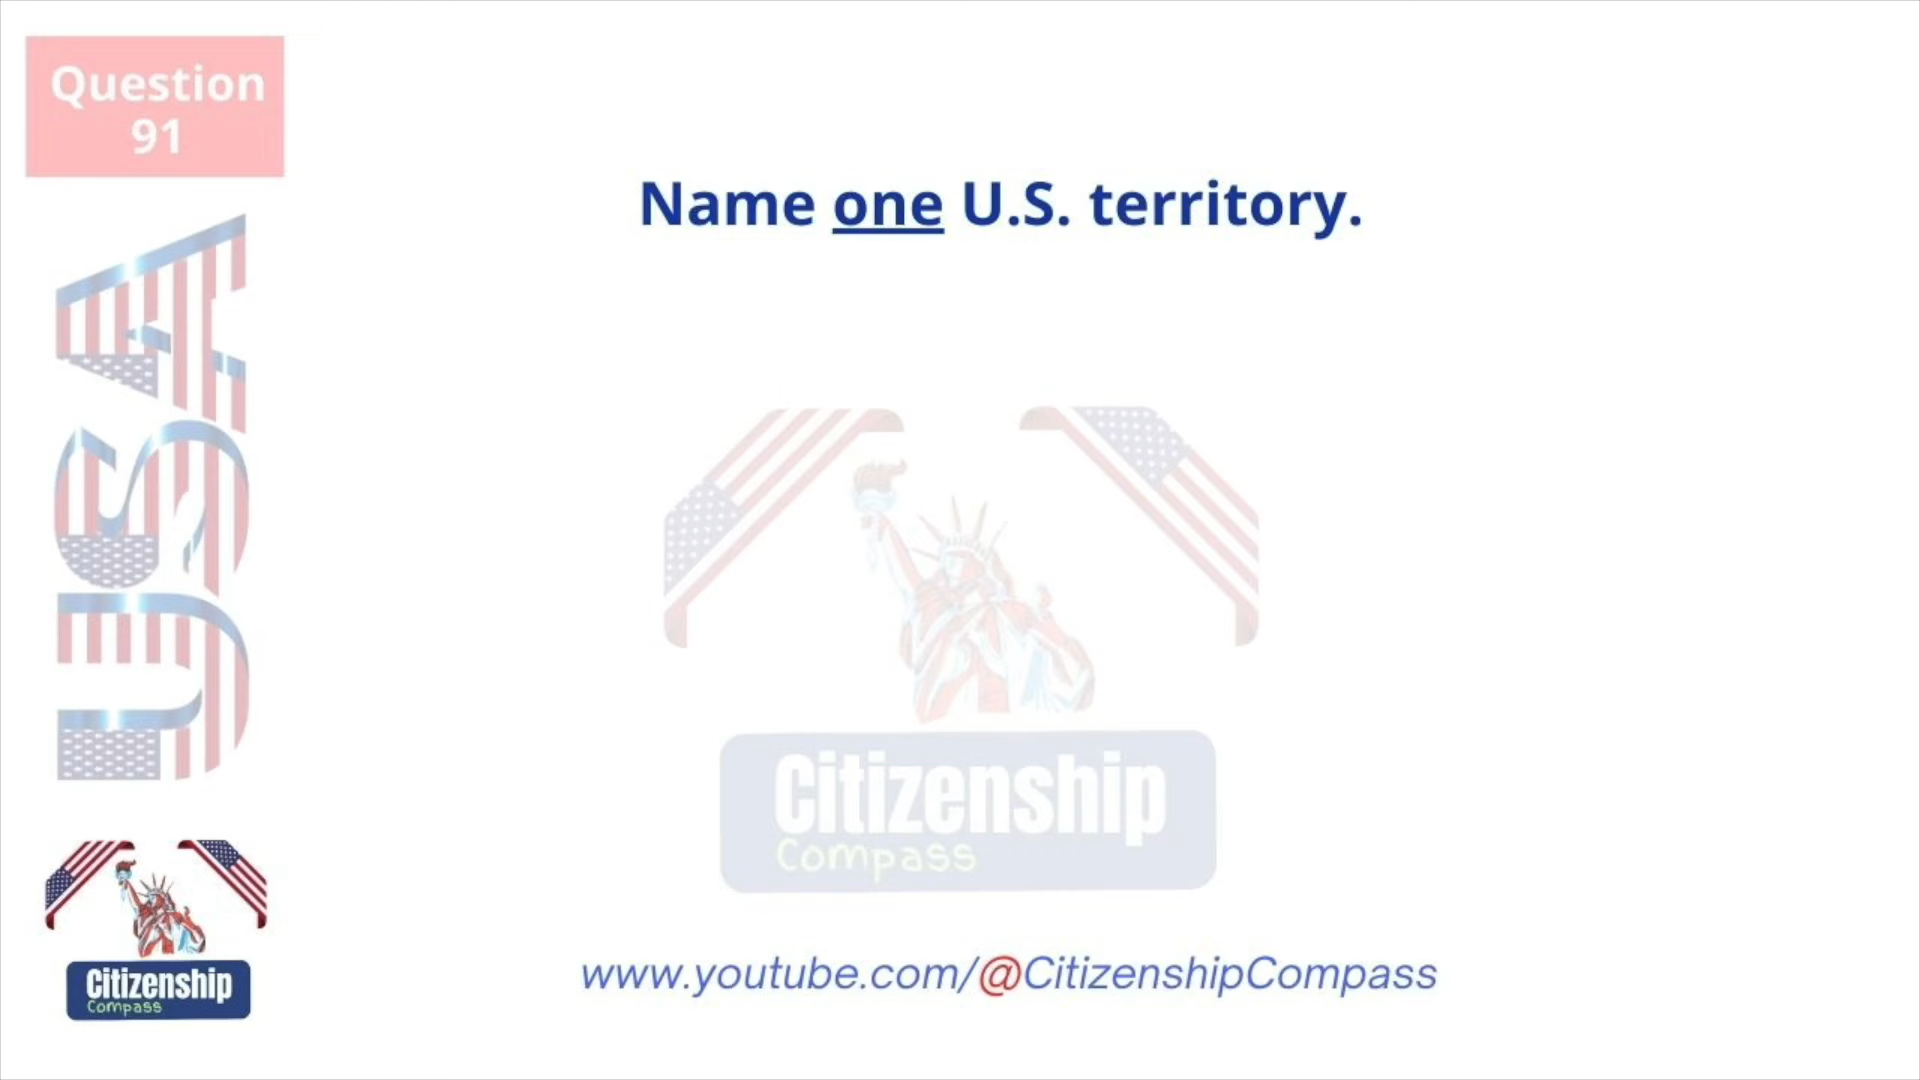 Question
91
Name one U.S. territory.
USA
Citizenship
Compass
Citizenship
Compass
www.youtube.com/@CitizenshipCompass